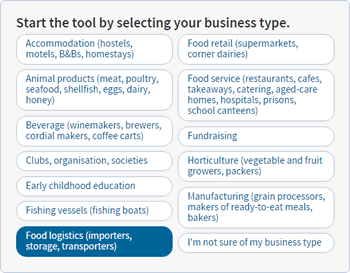 Start the tool by selecting your business type.
Accommodation (hostels,
motels, B&Bs, homestays)
Animal products (meat, poultry,
seafood, shellfish, eggs, dairy,
honey)
Beverage (winemakers, brewers,
cordial makers, coffee carts)
Clubs, organisation, societies
Early childhood education
Fishing vessels (fishing boats)
Food logistics (importers,
storage, transporters)
Food retail (supermarkets,
corner dairies)
Food service (restaurants, cafes,
takeaways, catering, aged-care
homes, hospitals, prisons,
school canteens)
Fundraising
Horticulture (vegetable and fruit
growers, packers)
Manufacturing (grain processors,
makers of ready-to-eat meals,
bakers)
I'm not sure of my business type